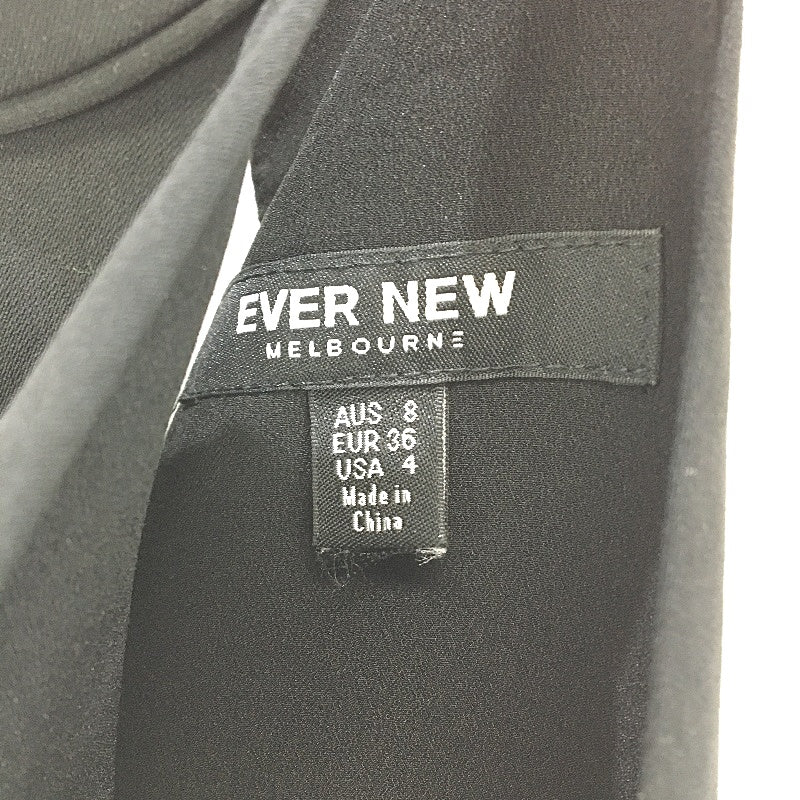 EVER NEW
MELBOURNE
AUS 8
EUR 36
USA 4
Made in
China